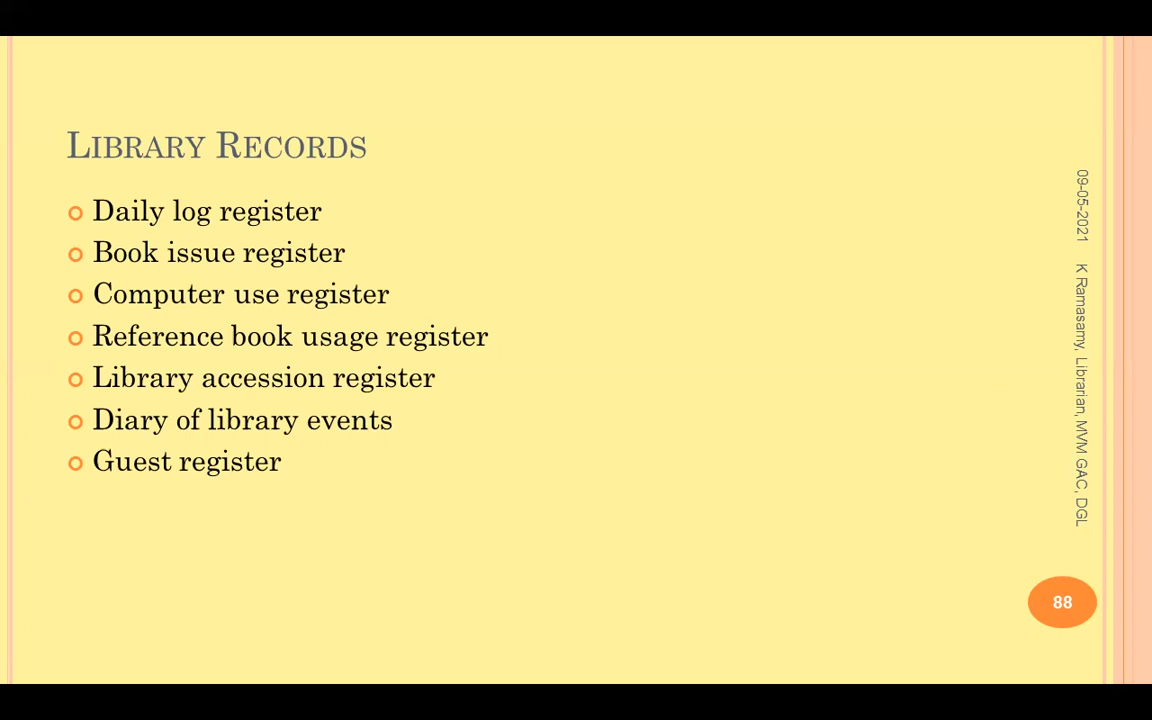 Library Records
Daily log register
Book issue register
Computer use register
Reference book usage register
Library accession register
Diary of library events
Guest register
09-05-2021 K Ramasamy, Librarian, MVM GAC, DGL
88